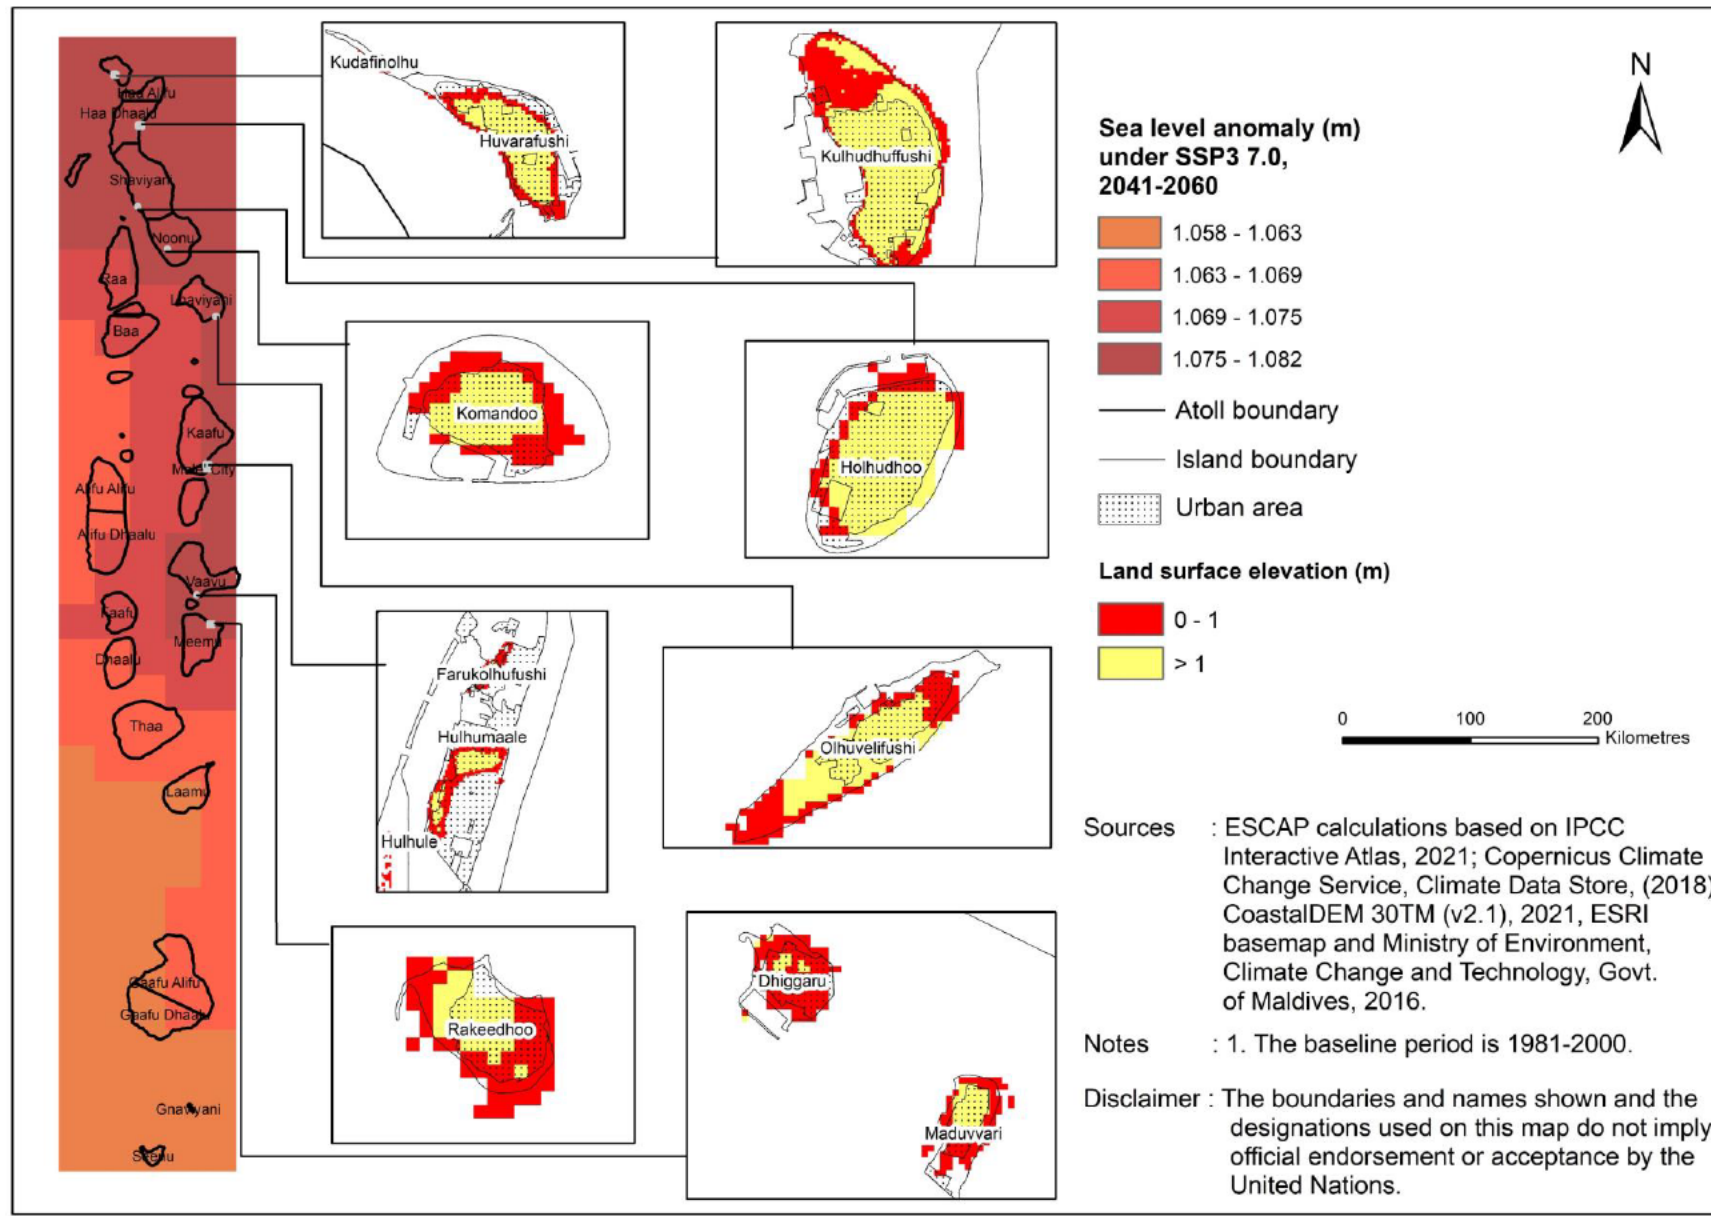 Kudafinolhu
Huvarafushi
Kulhudhuffushi
Komandoo
Holhudhoo
Farukolhufushi
Hulhumaale
Hulhule
Olhuvelifushi
Rakeedhoo
Dhiggaru
Maduvvari
Haa Alifu
Haa Dhaalu
Shaviyani
Noonu
Raa
Lhaviyani
Baa
Kaafu
Male' City
Alifu Alifu
Alifu Dhaalu
Vaavu
Faafu
Meemu
Dhaalu
Thaa
Laamu
Gaafu Alifu
Gaafu Dhaalu
Gnaviyani
Seenu
N
Sea level anomaly (m)
under SSP3 7.0,
2041-2060
1.058 - 1.063
1.063 - 1.069
1.069 - 1.075
1.075 - 1.082
Atoll boundary
Island boundary
Urban area
Land surface elevation (m)
0 - 1
> 1
0 100 200
Kilometres
Sources : ESCAP calculations based on IPCC
Interactive Atlas, 2021; Copernicus Climate
Change Service, Climate Data Store, (2018)
CoastalDEM 30TM (v2.1), 2021, ESRI
basemap and Ministry of Environment,
Climate Change and Technology, Govt.
of Maldives, 2016.
Notes : 1. The baseline period is 1981-2000.
Disclaimer : The boundaries and names shown and the
designations used on this map do not imply
official endorsement or acceptance by the
United Nations.